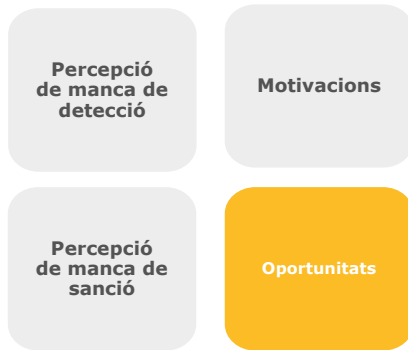 Percepció
de manca de
detecció
Motivacions
Percepció
de manca de
sanció
Oportunitats